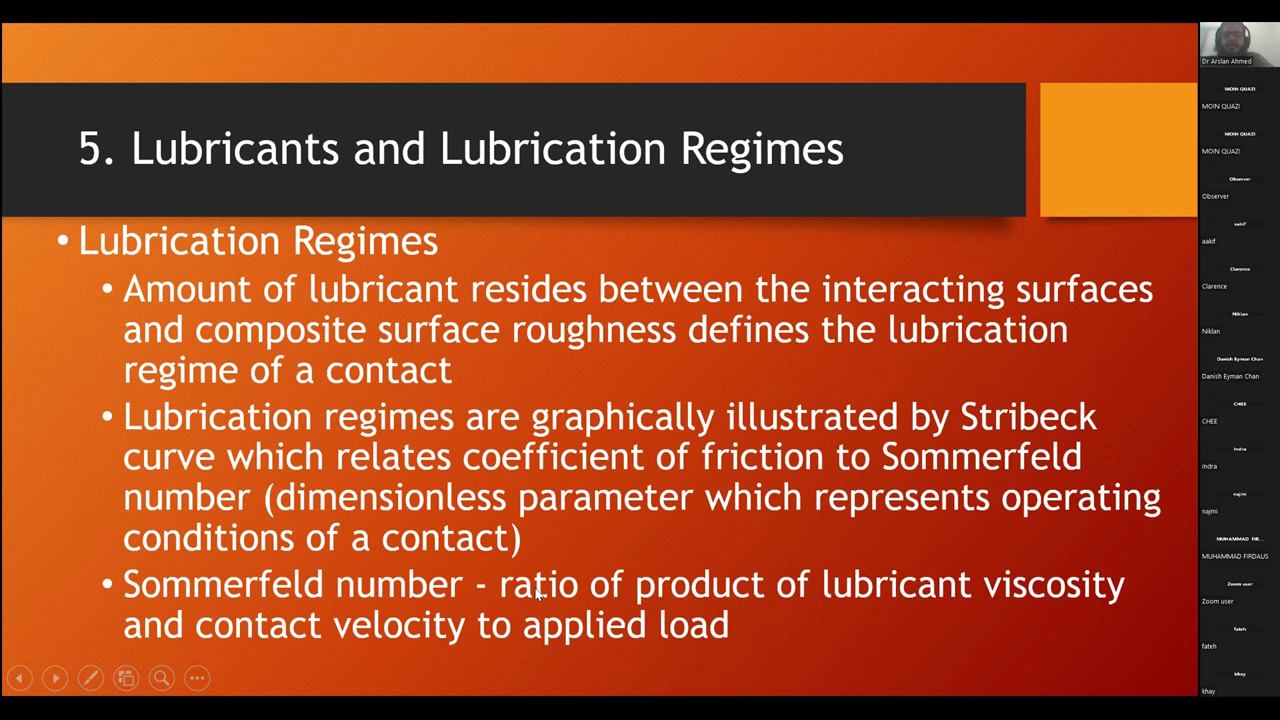 5. Lubricants and Lubrication Regimes
• Lubrication Regimes
• Amount of lubricant resides between the interacting surfaces
and composite surface roughness defines the lubrication
regime of a contact
• Lubrication regimes are graphically illustrated by Stribeck
curve which relates coefficient of friction to Sommerfeld
number (dimensionless parameter which represents operating
conditions of a contact)
• Sommerfeld number - ratio of product of lubricant viscosity
and contact velocity to applied load
Dr Arslan Ahmed
MOIN QUAZI
MOIN QUAZI
MOIN QUAZI
MOIN QUAZI
Observer
Observer
aakif
aakif
Clarence
Clarence
Niklan
Niklan
Danish Eyman Chan
Danish Eyman Chan
CHEE
CHEE
Indra
Indra
najmi
najmi
MUHAMMAD FIR...
MUHAMMAD FIRDAUS
Zoom user
Zoom user
fateh
fateh
khay
khay